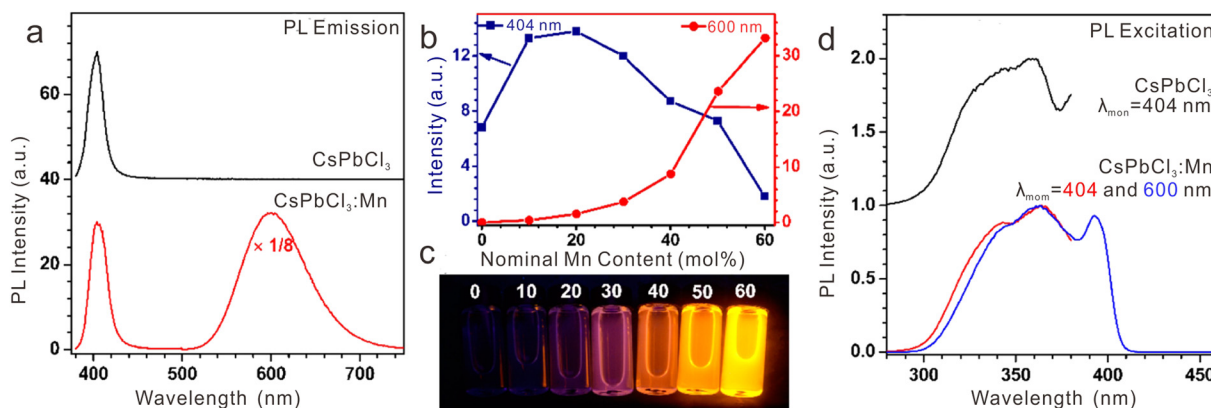 a
PL Emission
60
CsPbCl₃
40
CsPbCl₃:Mn
× 1/8
20
0
400 500 600 700
Wavelength (nm)
PL Intensity (a.u.)
b
404 nm
600 nm
12
8
4
0
30
20
10
0
0 20 40 60
Intensity (a.u.)
Nominal Mn Content (mol%)
c
0 10 20 30 40 50 60
d
PL Excitation
2.0
CsPbCl₃
λmon=404 nm
1.5
CsPbCl₃:Mn
λmom=404 and 600 nm
1.0
0.5
0.0
300 350 400 450
Wavelength (nm)
PL Intensity (a.u.)